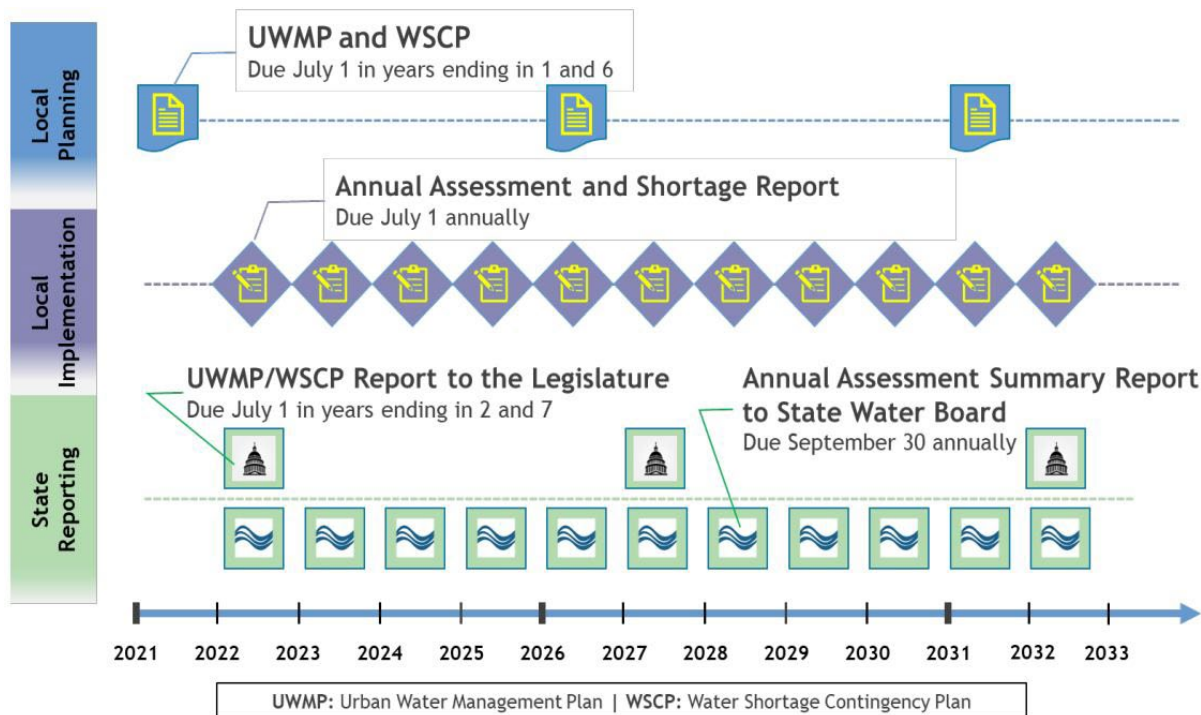 UWMP and WSCP
Due July 1 in years ending in 1 and 6
Local
Planning
Annual Assessment and Shortage Report
Due July 1 annually
Local
Implementation
UWMP/WSCP Report to the Legislature
Due July 1 in years ending in 2 and 7
Annual Assessment Summary Report
to State Water Board
Due September 30 annually
State
Reporting
2021 2022 2023 2024 2025 2026 2027 2028 2029 2030 2031 2032 2033
UWMP: Urban Water Management Plan | WSCP: Water Shortage Contingency Plan